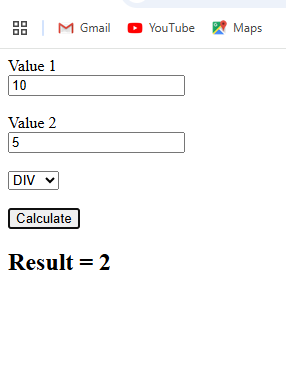 Gmail YouTube Maps
Value 1
10
Value 2
5
DIV
Calculate
Result = 2